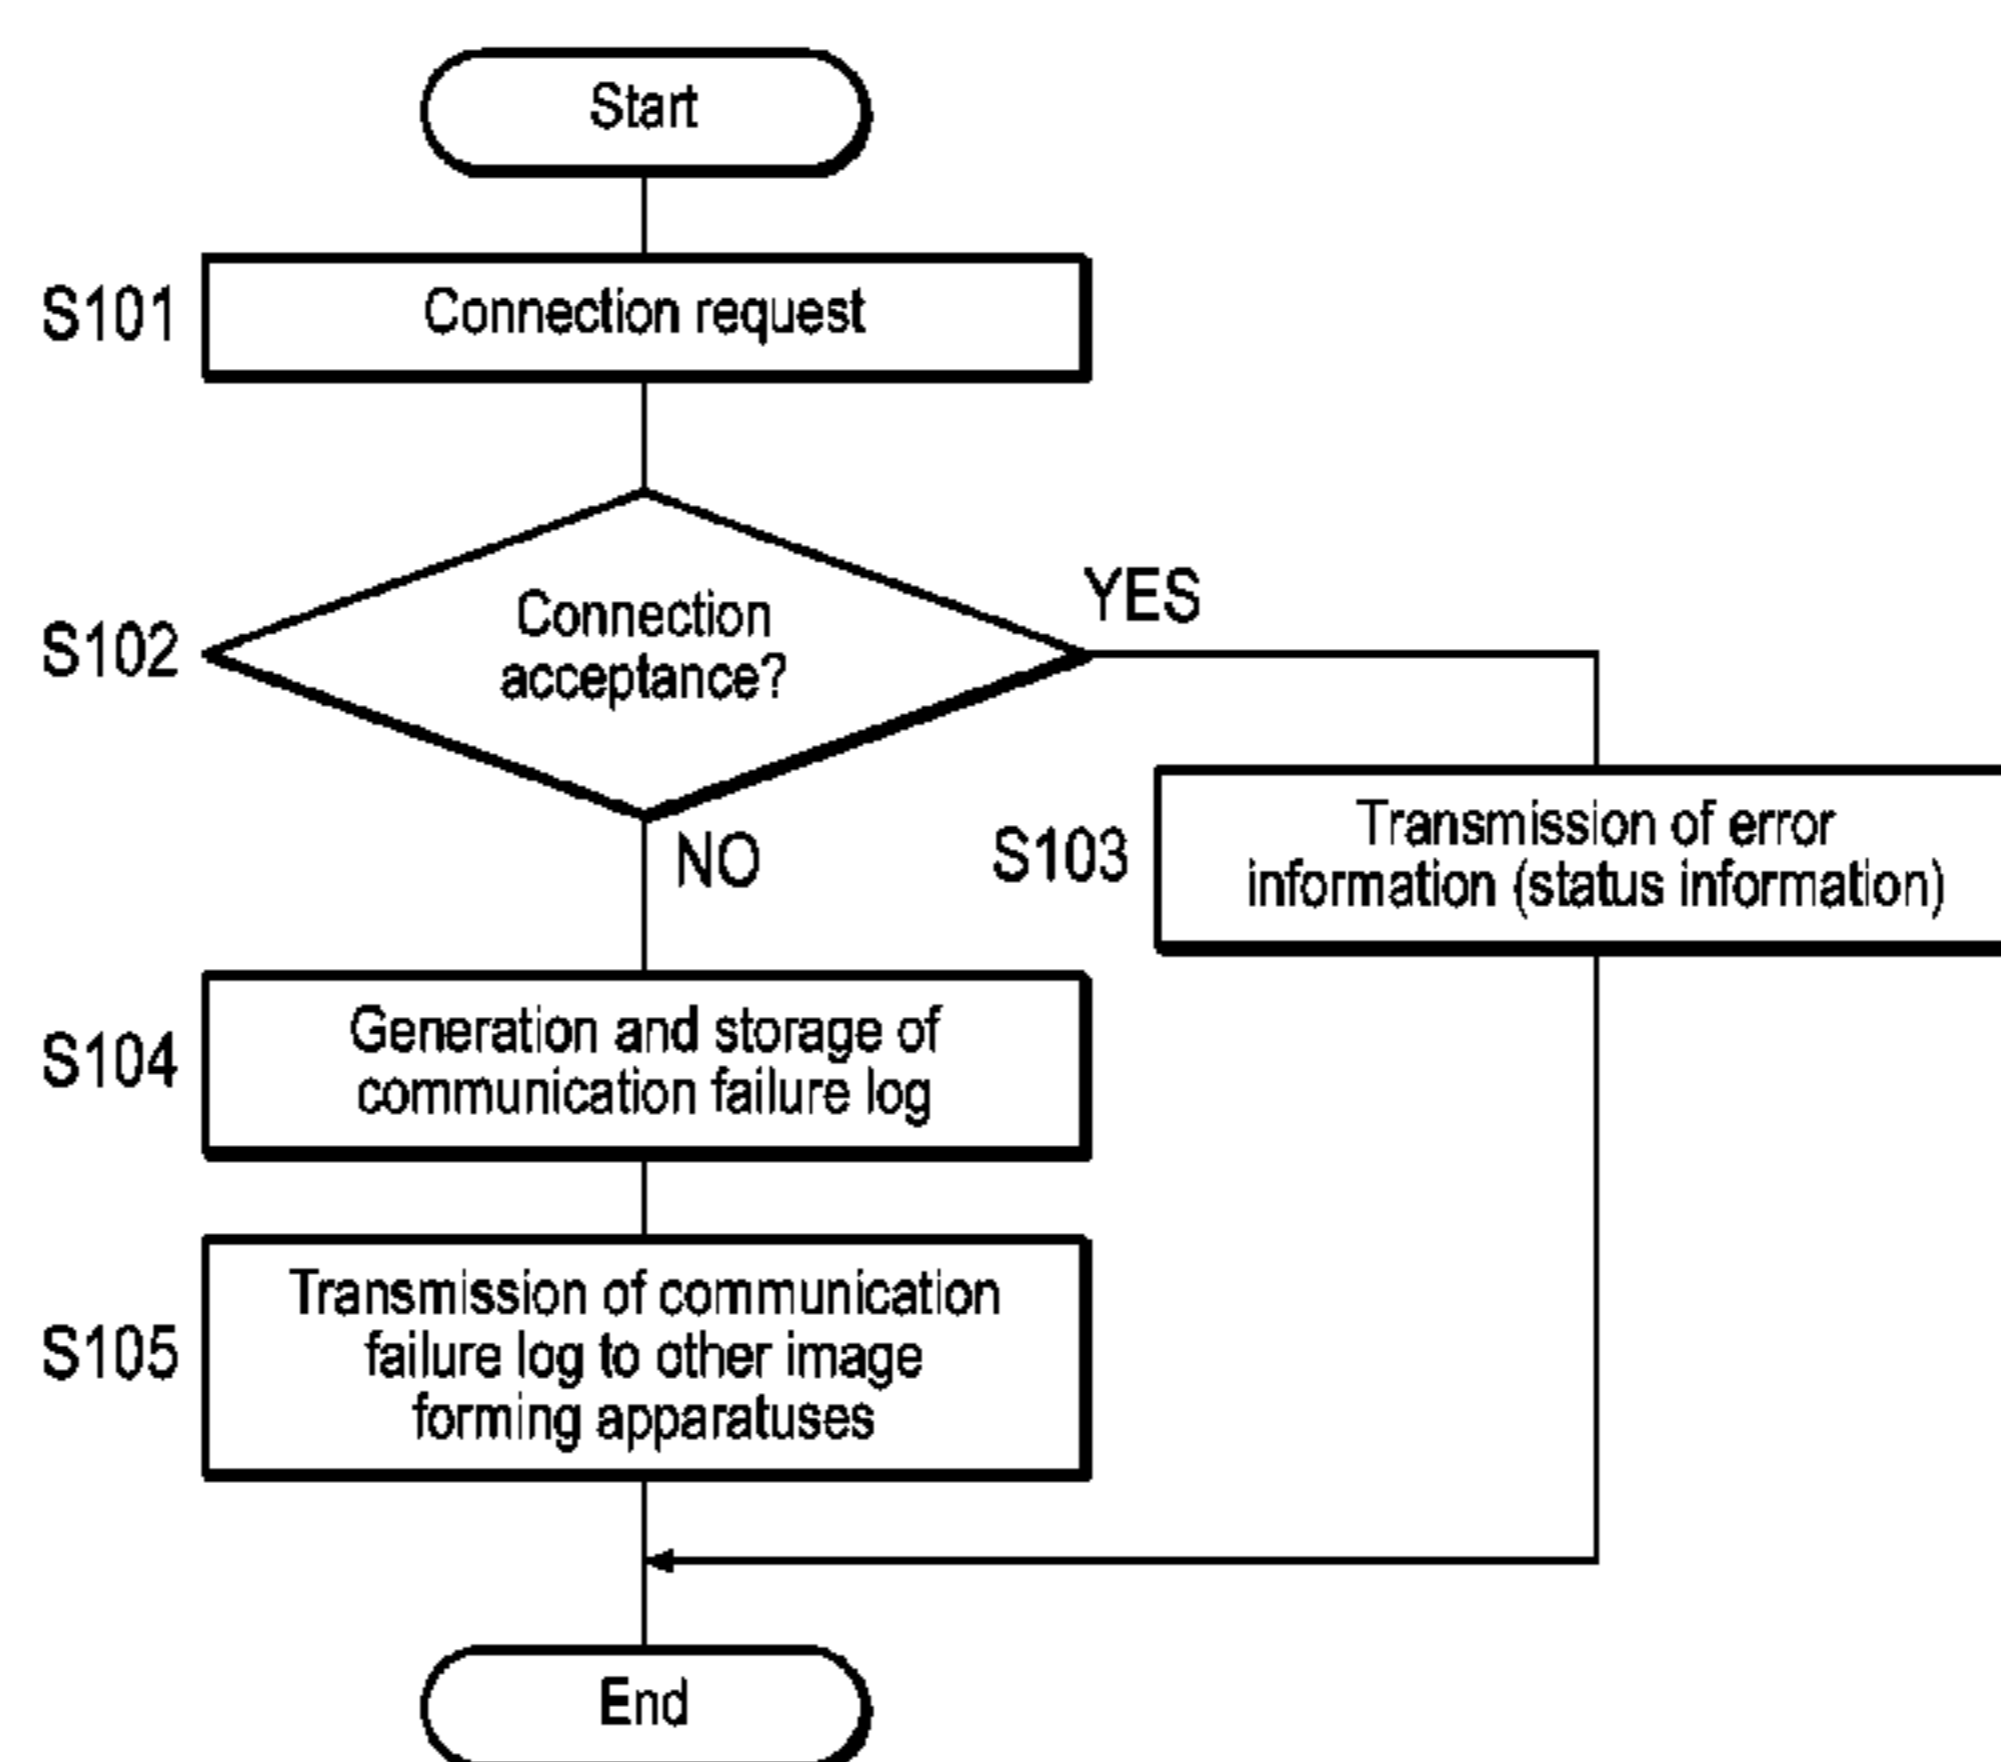 Start
S101
Connection request
S102
Connection
acceptance?
YES
NO
S103
Transmission of error
information (status information)
S104
Generation and storage of
communication failure log
S105
Transmission of communication
failure log to other image
forming apparatuses
End